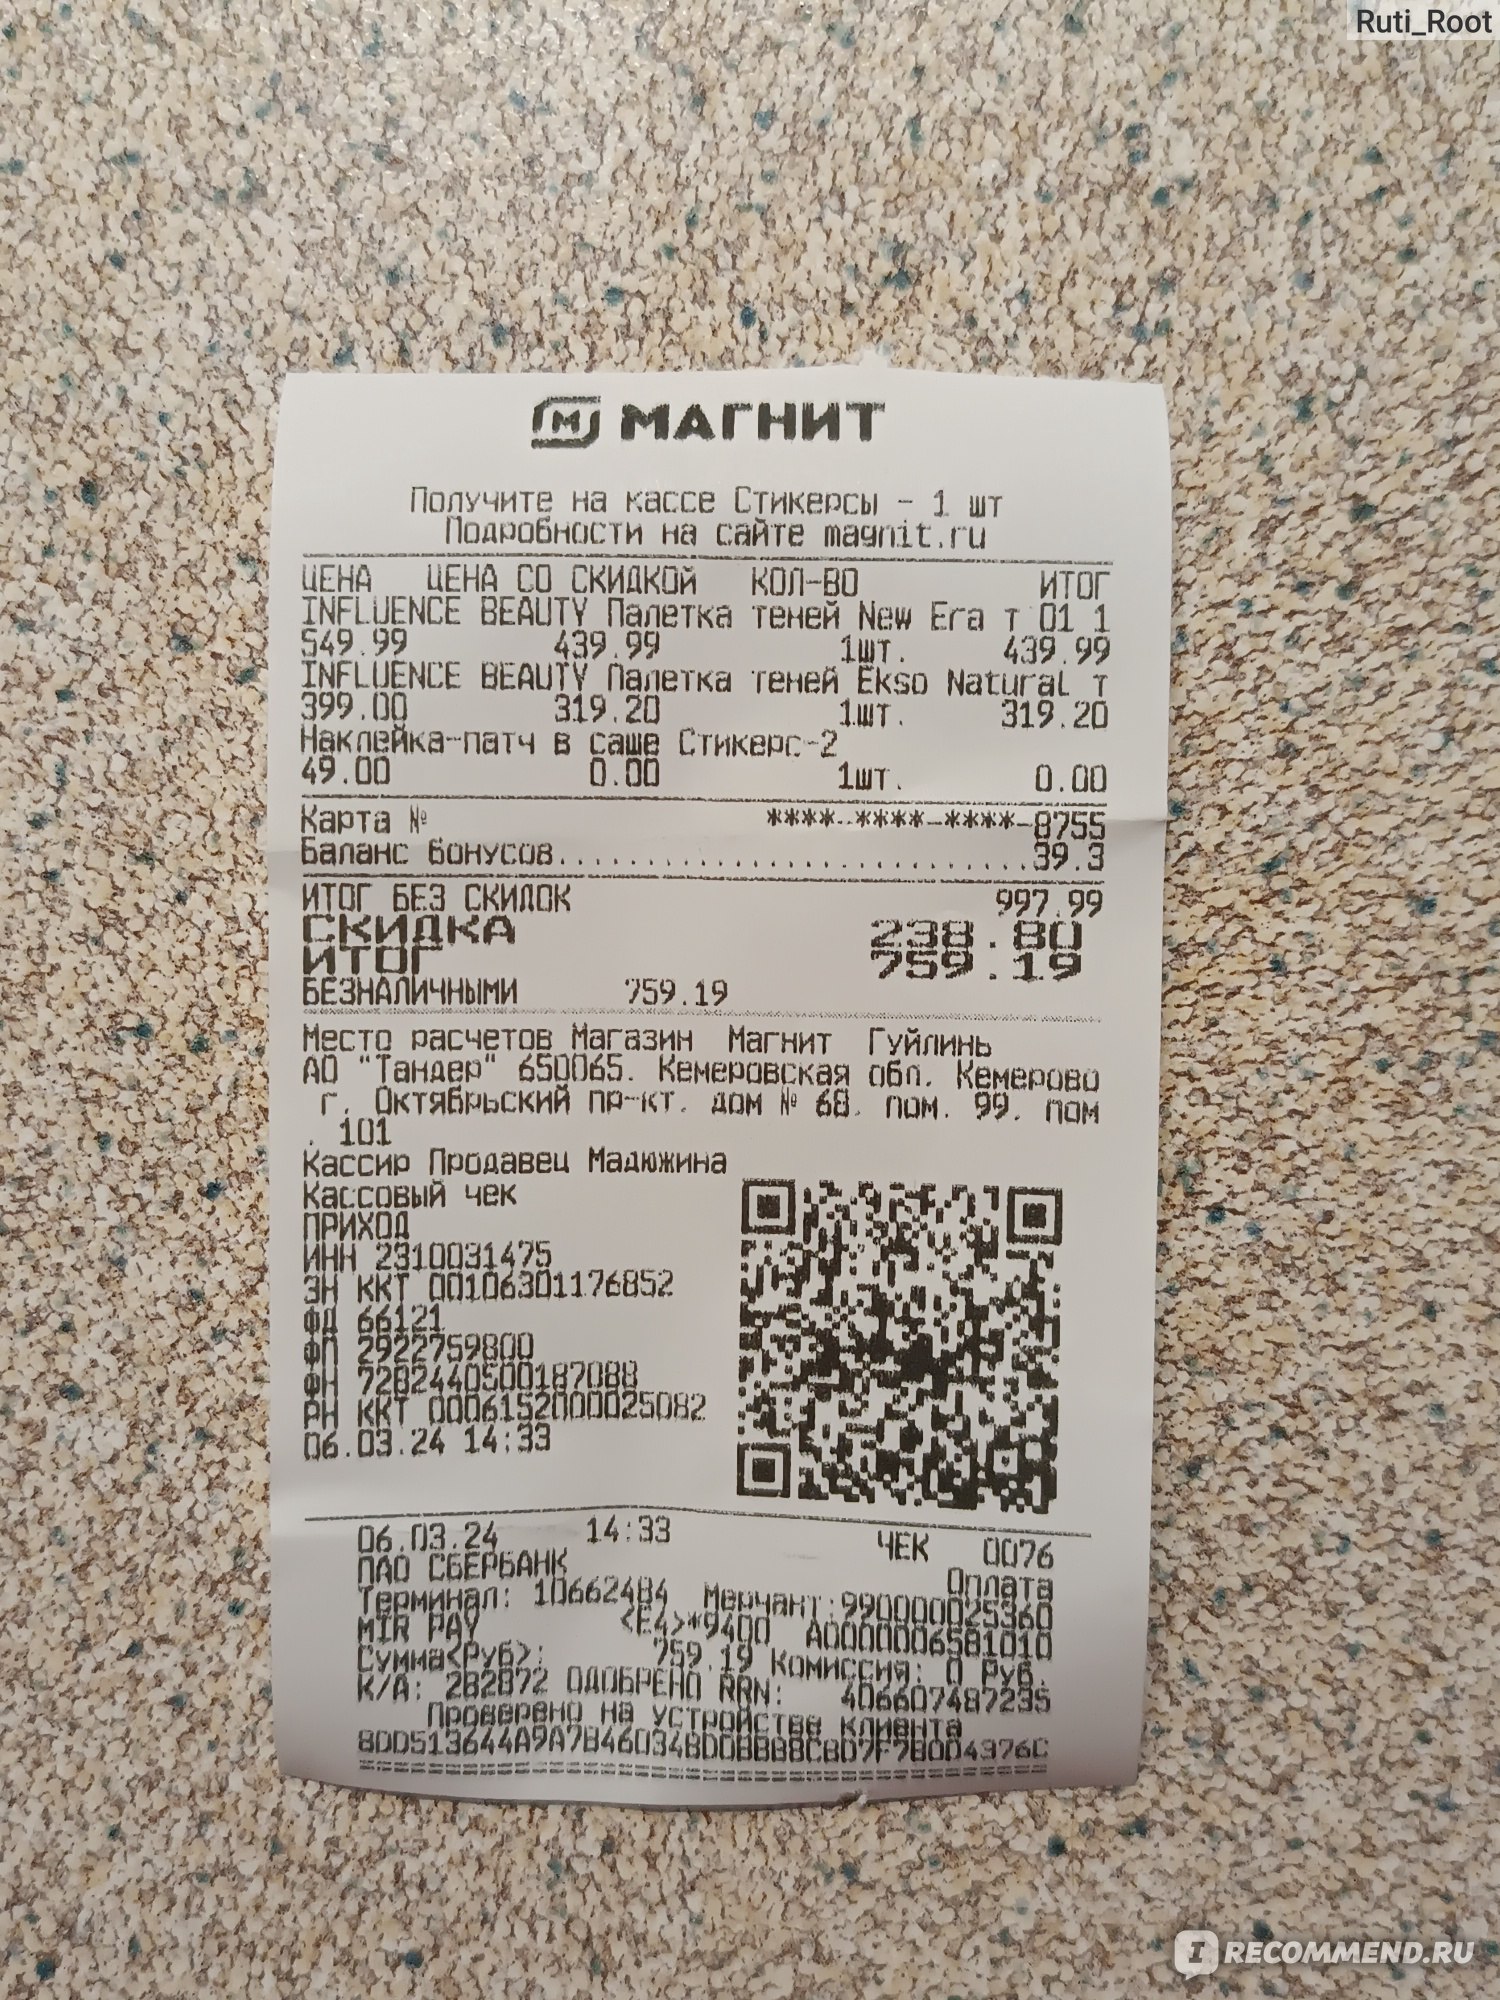 Ruti_Root
МАГНИТ
Получите на кассе Стикерсы - 1 шт
Подробности на сайте magnit.ru
ЦЕНА ЦЕНА СО СКИДКОЙ КОЛ-ВО ИТОГ
INFLUENCE BEAUTY Палетка теней New Era т 01 1
549.99 439.99 1шт. 439.99
INFLUENCE BEAUTY Палетка теней Ekso Natural т
399.00 319.20 1шт. 319.20
Наклейка-патч в саше Стикерс-2
49.00 0.00 1шт. 0.00
Карта № ****-****-****-8755
Баланс бонусов..............................39.3
ИТОГ БЕЗ СКИДОК 997.99
СКИДКА 238.80
ИТОГ 759.19
БЕЗНАЛИЧНЫМИ 759.19
Место расчетов Магазин Магнит Гуйлинь
АО "Тандер" 650065. Кемеровская обл. Кемерово
г. Октябрьский пр-кт. дом № 68. пом. 99. пом
. 101
Кассир Продавец Мадюжина
Кассовый чек
ПРИХОД
ИНН 2310031475
ЗН ККТ 00106301176852
ФД 66121
ФП 2922759800
ФН 7282440500187088
РН ККТ 0006152000025082
06.03.24 14:33
06.03.24 14:33 ЧЕК 0076
ПАО СБЕРБАНК Оплата
Терминал: 10662484 Мерчант:990000025360
MIR PAY <E4>*9400 A0000006581010
Сумма<Руб>: 759.19 Комиссия: 0 Руб.
К/А: 282872 ОДОБРЕНО RRN: 406607487235
Проверено на устройстве клиента
8DD513644A9A7B46D348D0BBB8CB07F7B0D4376C
IRECOMMEND.RU